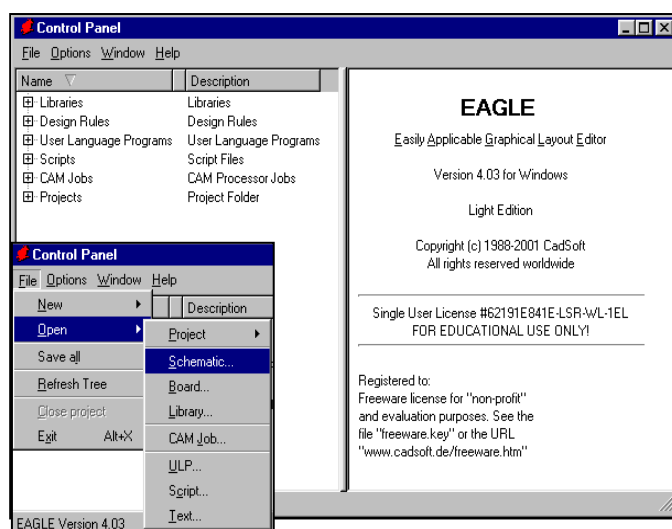 Control Panel
File Options Window Help
Name Description
Libraries Libraries
Design Rules Design Rules
User Language Programs User Language Programs
Scripts Script Files
CAM Jobs CAM Processor Jobs
Projects Project Folder
EAGLE
Easily Applicable Graphical Layout Editor
Version 4.03 for Windows
Light Edition
Copyright (c) 1988-2001 CadSoft
All rights reserved worldwide
Single User License #62191E841E-LSR-WL-1EL
FOR EDUCATIONAL USE ONLY!
Registered to:
Freeware license for "non-profit"
and evaluation purposes. See the
file "freeware.key" or the URL
"www.cadsoft.de/freeware.htm"
Control Panel
File Options Window Help
Description
New
Open
Save all
Refresh Tree
Close project
Exit Alt+X
Project
Schematic...
Board...
Library...
CAM Job...
ULP...
Script...
Text...
EAGLE Version 4.03